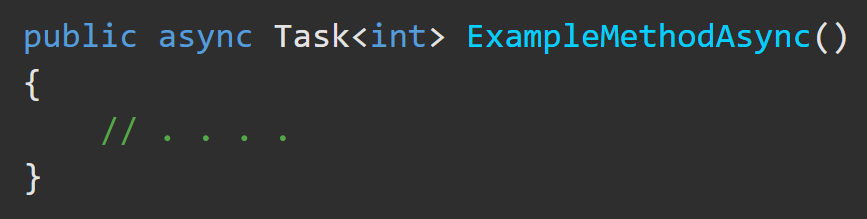 public async Task<int> ExampleMethodAsync()
{
    // . . . .
}